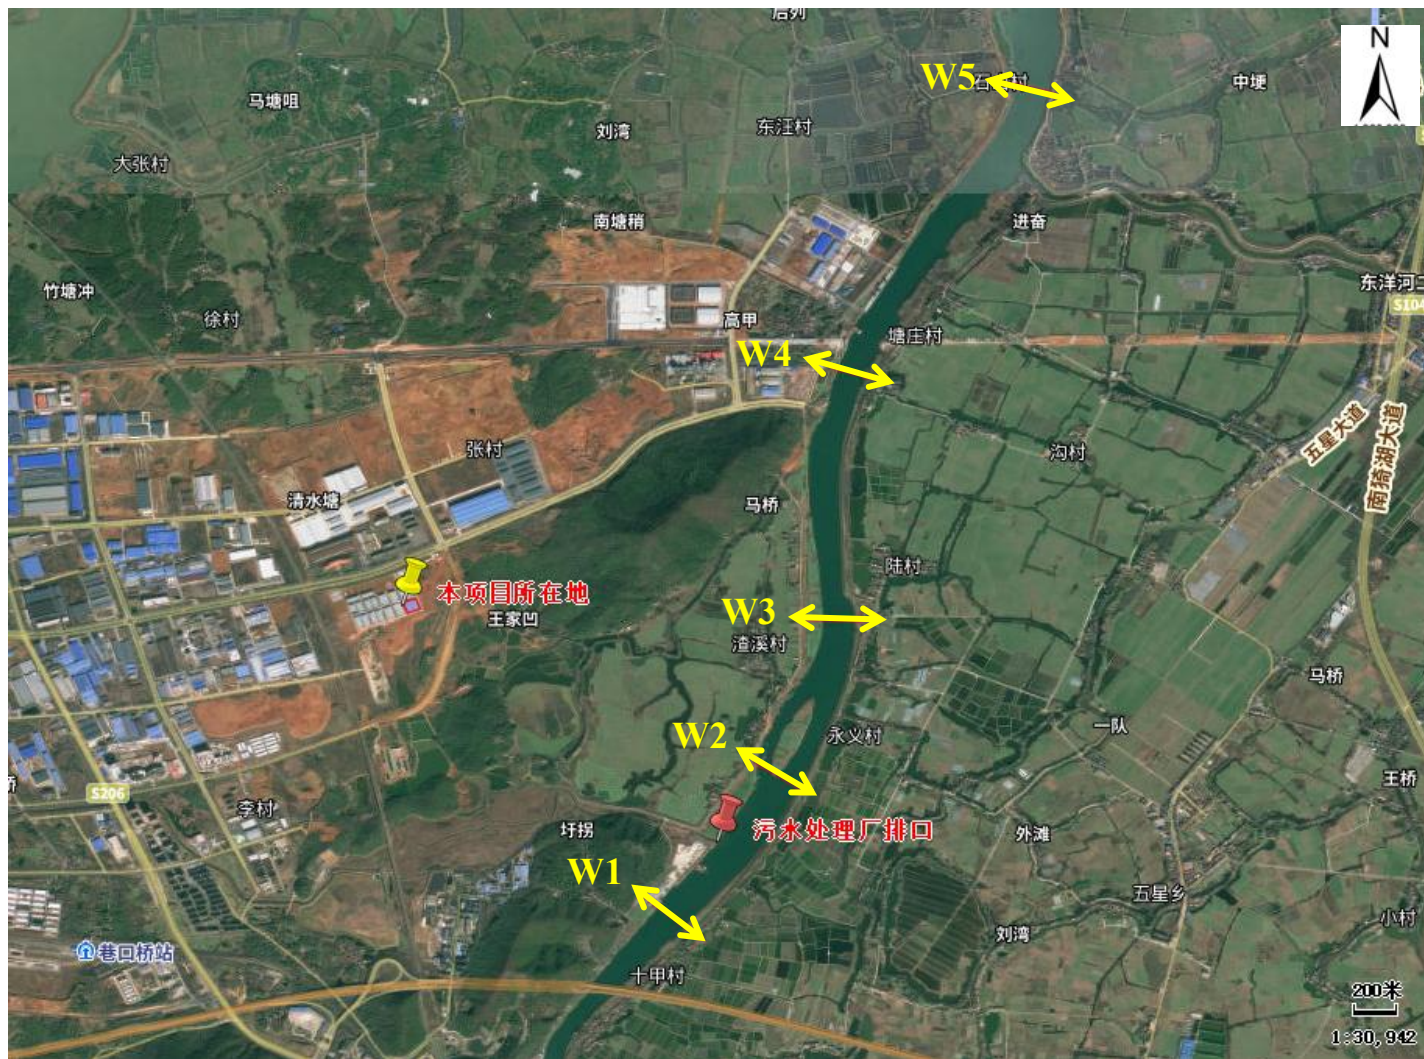 后列
N
W5
中埂
马塘咀
刘湾
东汪村
大张村
南塘稍
进奋
竹塘冲
徐村
高甲
塘庄村
S104
W4
五星大道
南漪湖大道
张村
沟村
清水塘
马桥
陆村
本项目所在地
王家凹
W3
渣溪村
马桥
W2
永义村
一队
王桥
S206
李村
圩拐
污水处理厂排口
外滩
W1
五星乡
小村
刘湾
巷口桥站
十甲村
200米
1:30,942